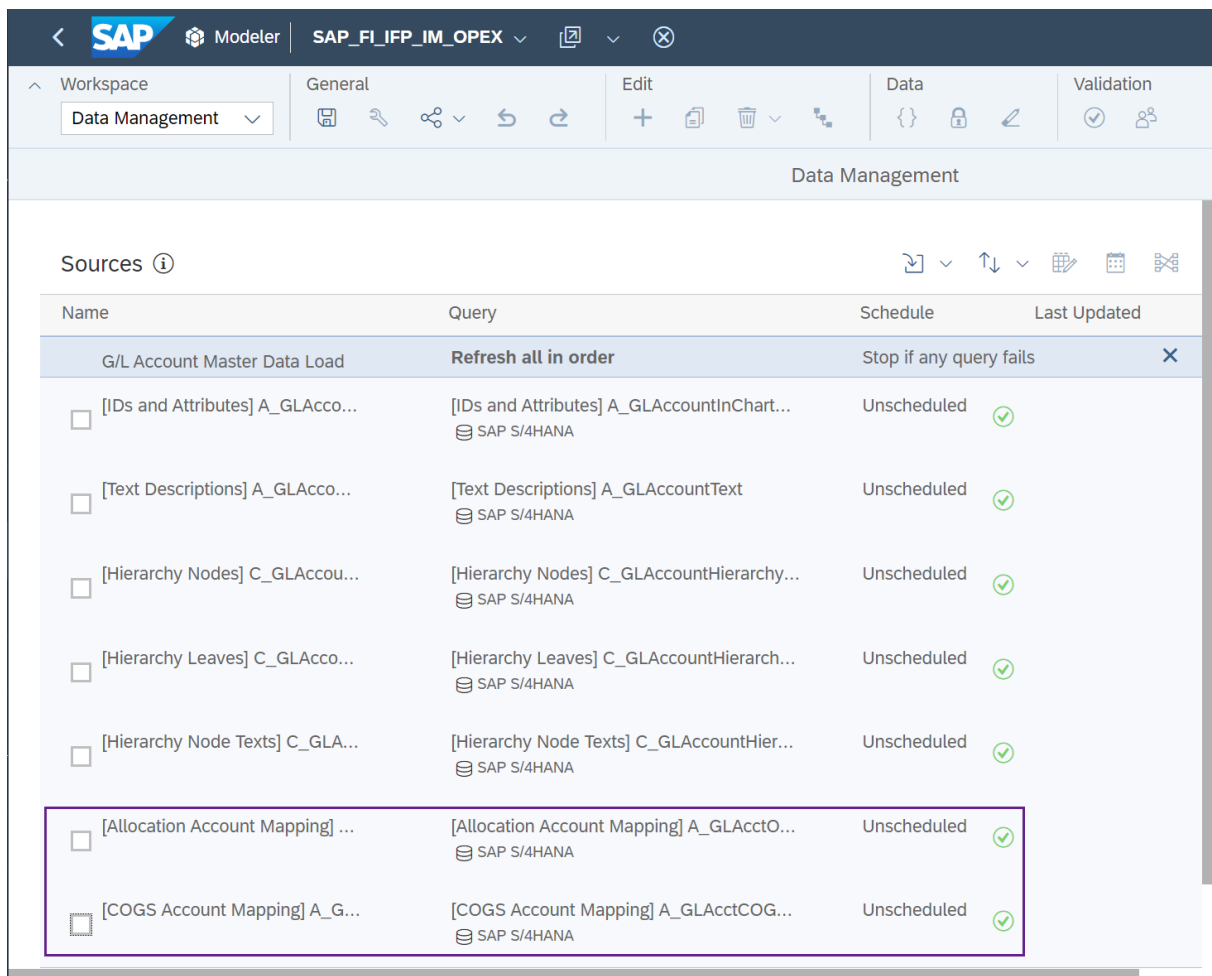 SAP Modeler SAP_FI_IFP_IM_OPEX
Workspace General Edit Data Validation
Data Management
Data Management
Sources
Name Query Schedule Last Updated
G/L Account Master Data Load Refresh all in order Stop if any query fails
[IDs and Attributes] A_GLAcco... [IDs and Attributes] A_GLAccountInChart... Unscheduled
SAP S/4HANA
[Text Descriptions] A_GLAcco... [Text Descriptions] A_GLAccountText Unscheduled
SAP S/4HANA
[Hierarchy Nodes] C_GLAccou... [Hierarchy Nodes] C_GLAccountHierarchy... Unscheduled
SAP S/4HANA
[Hierarchy Leaves] C_GLAcco... [Hierarchy Leaves] C_GLAccountHierarch... Unscheduled
SAP S/4HANA
[Hierarchy Node Texts] C_GLA... [Hierarchy Node Texts] C_GLAccountHier... Unscheduled
SAP S/4HANA
[Allocation Account Mapping] ... [Allocation Account Mapping] A_GLAcctO... Unscheduled
SAP S/4HANA
[COGS Account Mapping] A_G... [COGS Account Mapping] A_GLAcctCOG... Unscheduled
SAP S/4HANA